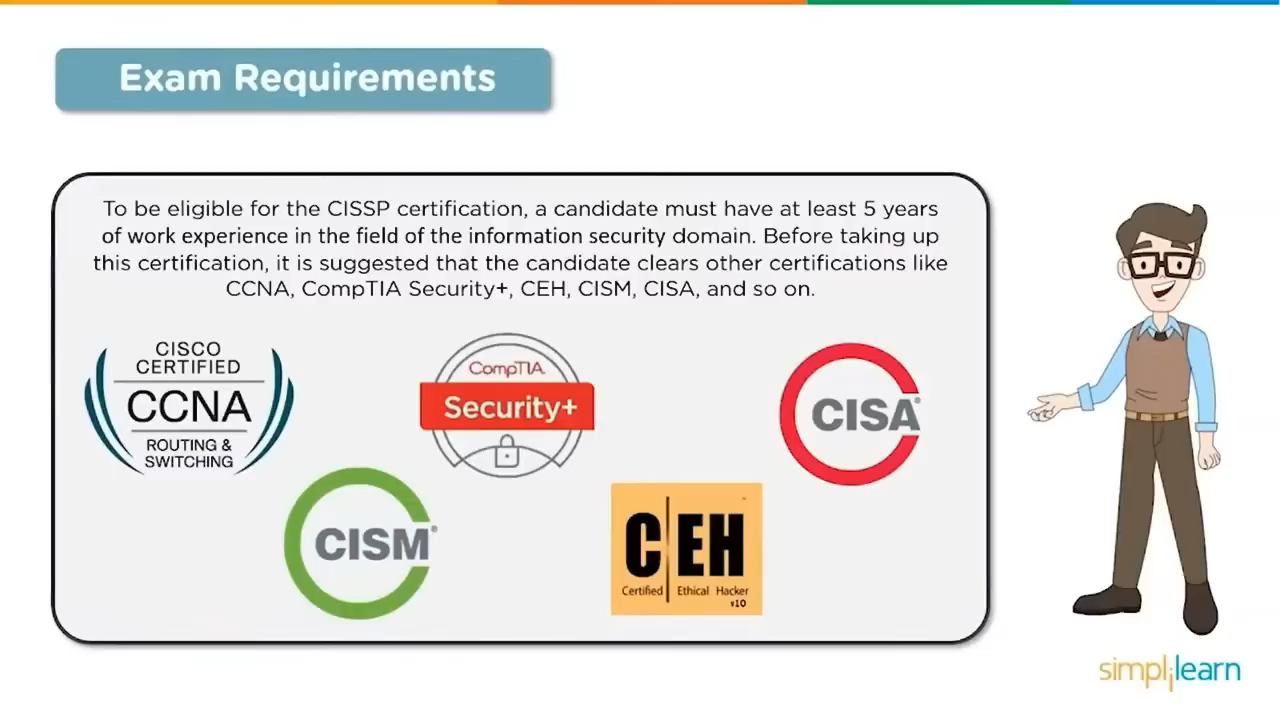 Exam Requirements
To be eligible for the CISSP certification, a candidate must have at least 5 years
of work experience in the field of the information security domain. Before taking up
this certification, it is suggested that the candidate clears other certifications like
CCNA, CompTIA Security+, CEH, CISM, CISA, and so on.
CISCO
CERTIFIED
CCNA
ROUTING &
SWITCHING
CompTIA.
Security+
CISA®
CISM®
C EH
Certified Ethical Hacker
v10
simplilearn